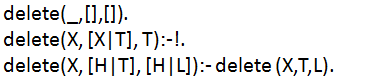 delete(_,[],[]).
delete(X, [X|T], T):-!.
delete(X, [H|T], [H|L]):- delete (X,T,L).